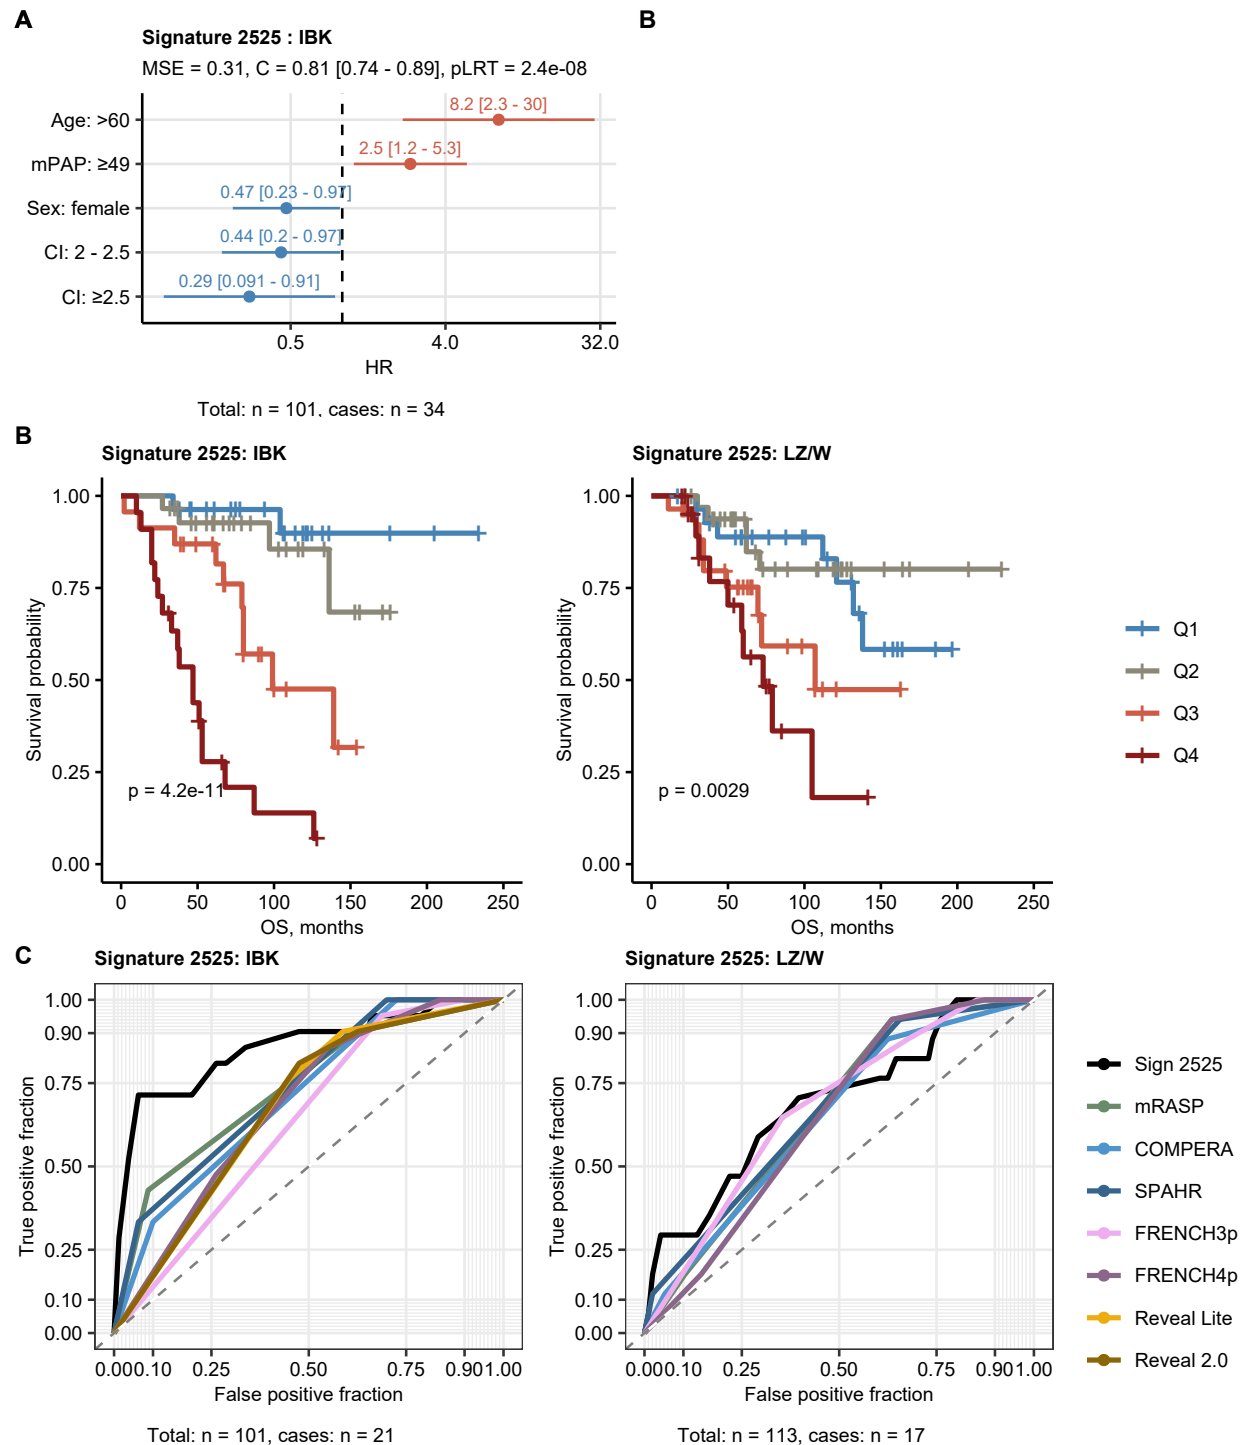 A
B
Signature 2525 : IBK
MSE = 0.31, C = 0.81 [0.74 - 0.89], pLRT = 2.4e-08
Age: >60
8.2 [2.3 - 30]
mPAP: ≥49
2.5 [1.2 - 5.3]
Sex: female
0.47 [0.23 - 0.97]
CI: 2 - 2.5
0.44 [0.2 - 0.97]
CI: ≥2.5
0.29 [0.091 - 0.91]
0.5 4.0 32.0
HR
Total: n = 101, cases: n = 34
B
Signature 2525: IBK
Survival probability
1.00
0.75
0.50
0.25
0.00
p = 4.2e-11
0 50 100 150 200 250
OS, months
Signature 2525: LZ/W
Survival probability
1.00
0.75
0.50
0.25
0.00
p = 0.0029
0 50 100 150 200 250
OS, months
Q1
Q2
Q3
Q4
C
Signature 2525: IBK
True positive fraction
1.00
0.90
0.75
0.50
0.25
0.10
0.00
0.00 0.10 0.25 0.50 0.75 0.90 1.00
False positive fraction
Total: n = 101, cases: n = 21
Signature 2525: LZ/W
True positive fraction
1.00
0.90
0.75
0.50
0.25
0.10
0.00
0.00 0.10 0.25 0.50 0.75 0.90 1.00
False positive fraction
Total: n = 113, cases: n = 17
Sign 2525
mRASP
COMPERA
SPAHR
FRENCH3p
FRENCH4p
Reveal Lite
Reveal 2.0